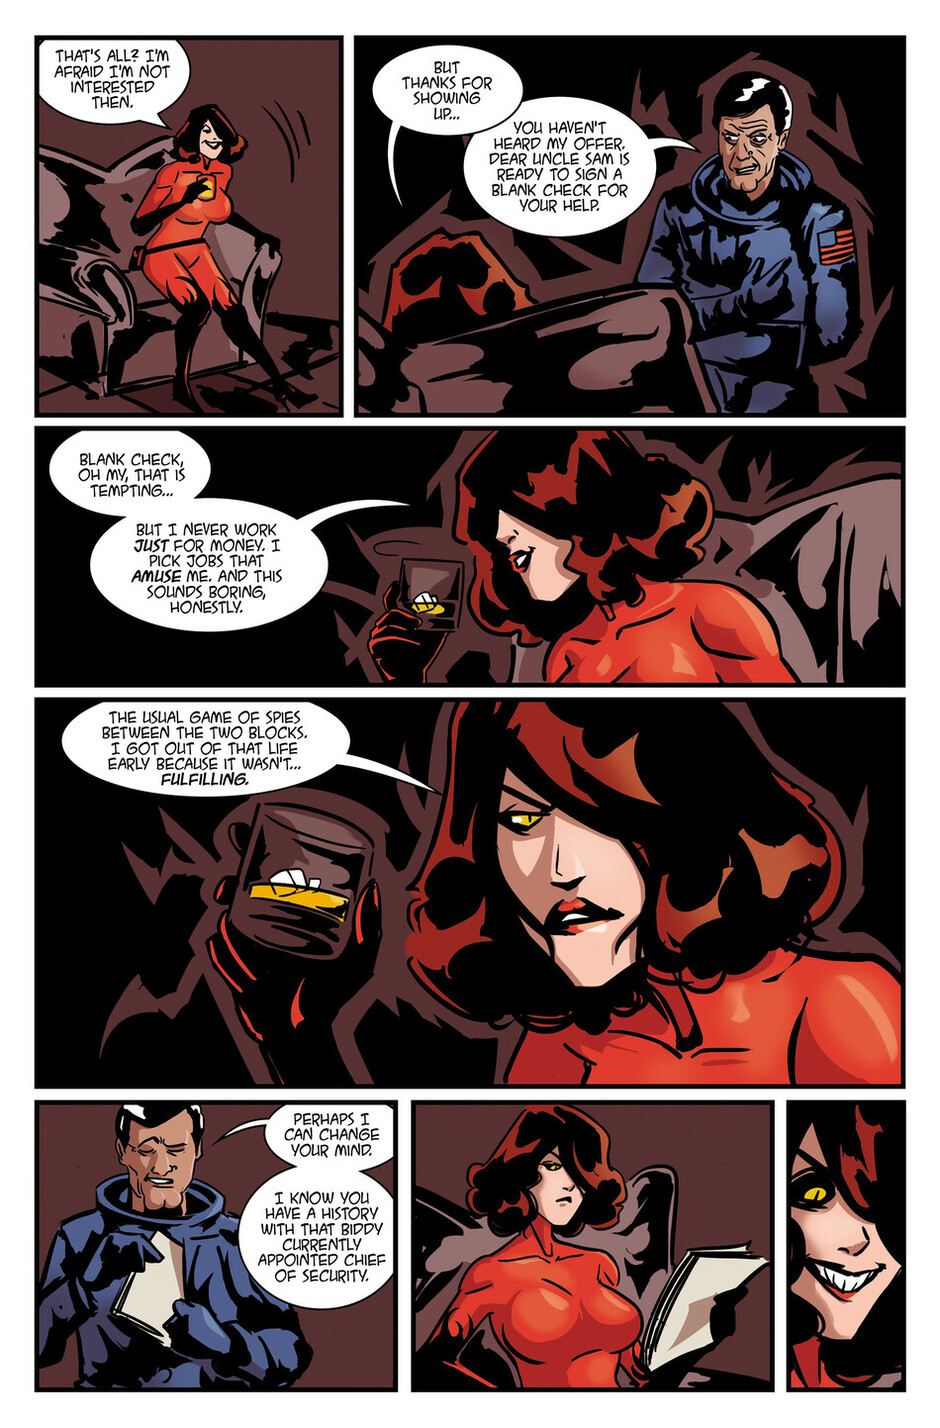 THAT'S ALL? I'M
AFRAID I'M NOT
INTERESTED
THEN.
BUT
THANKS FOR
SHOWING
UP...
YOU HAVEN'T
HEARD MY OFFER.
DEAR UNCLE SAM IS
READY TO SIGN A
BLANK CHECK FOR
YOUR HELP.
BLANK CHECK,
OH MY, THAT IS
TEMPTING...
BUT I NEVER WORK
JUST FOR MONEY. I
PICK JOBS THAT
AMUSE ME. AND THIS
SOUNDS BORING,
HONESTLY.
THE USUAL GAME OF SPIES
BETWEEN THE TWO BLOCKS.
I GOT OUT OF THAT LIFE
EARLY BECAUSE IT WASN'T...
FULFILLING.
PERHAPS I
CAN CHANGE
YOUR MIND.
I KNOW YOU
HAVE A HISTORY
WITH THAT BIDDY
CURRENTLY
APPOINTED CHIEF
OF SECURITY.